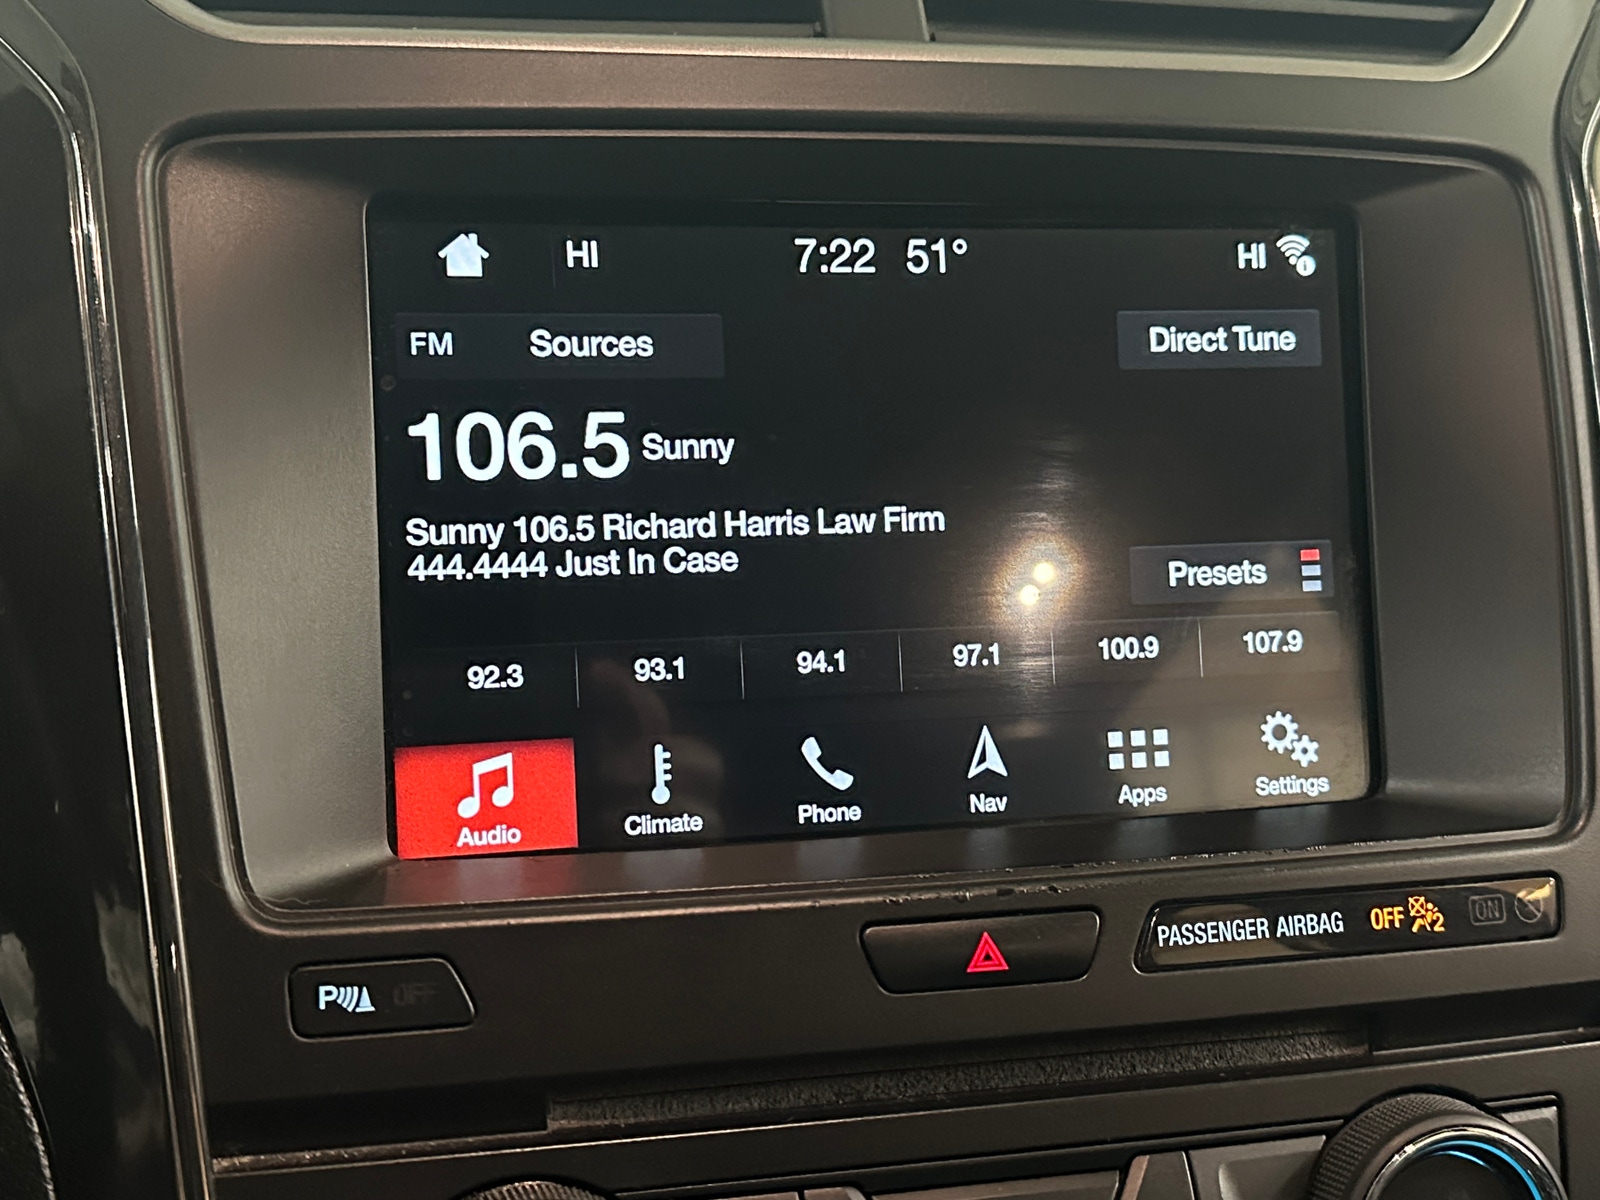 HI 7:22 51° HI
FM Sources Direct Tune
106.5 Sunny
Sunny 106.5 Richard Harris Law Firm
444.4444 Just In Case
Presets
92.3 93.1 94.1 97.1 100.9 107.9
Audio Climate Phone Nav Apps Settings
PASSENGER AIRBAG OFF 2 ON
P OFF